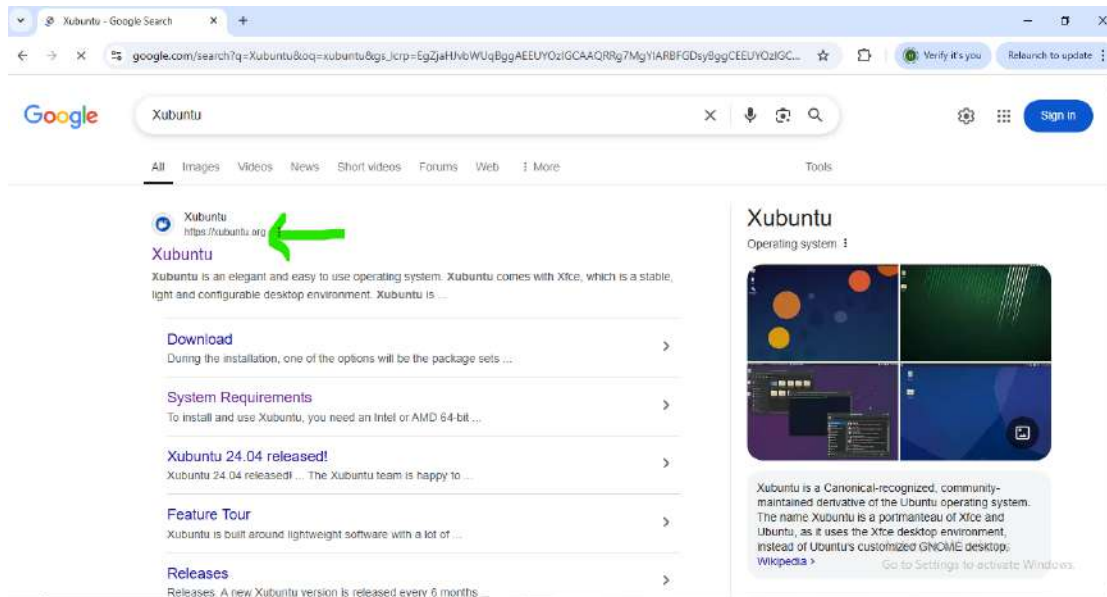 Xubuntu - Google Search
google.com/search?q=Xubuntu&oq=xubuntu&gs_lcrp=EgZjaHJvbWUqBggAEEUYOzIGCAAQRRg7MgYIARBFGDsyBggCEEUYOzIGC...
Verify it's you
Relaunch to update
Google
Xubuntu
Sign in
All Images Videos News Short videos Forums Web More Tools
Xubuntu
https://xubuntu.org
Xubuntu
Xubuntu is an elegant and easy to use operating system. Xubuntu comes with Xfce, which is a stable,
light and configurable desktop environment. Xubuntu is ...
Download
During the installation, one of the options will be the package sets ...
System Requirements
To install and use Xubuntu, you need an Intel or AMD 64-bit ...
Xubuntu 24.04 released!
Xubuntu 24.04 released! ... The Xubuntu team is happy to ...
Feature Tour
Xubuntu is built around lightweight software with a lot of ...
Releases
Releases. A new Xubuntu version is released every 6 months ...
Xubuntu
Operating system
Xubuntu is a Canonical-recognized, community-
maintained derivative of the Ubuntu operating system.
The name Xubuntu is a portmanteau of Xfce and
Ubuntu, as it uses the Xfce desktop environment,
instead of Ubuntu's customized GNOME desktop.
Wikipedia >
Go to Settings to activate Windows.